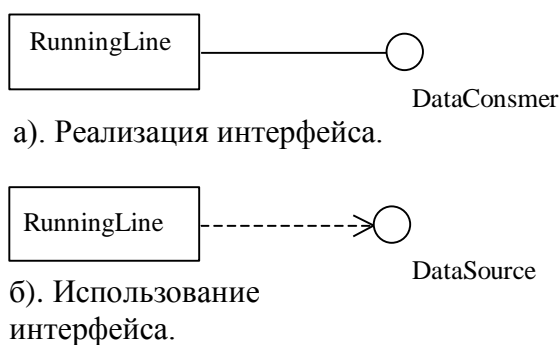 RunningLine
DataConsmer
а). Реализация интерфейса.
RunningLine
DataSource
б). Использование
интерфейса.